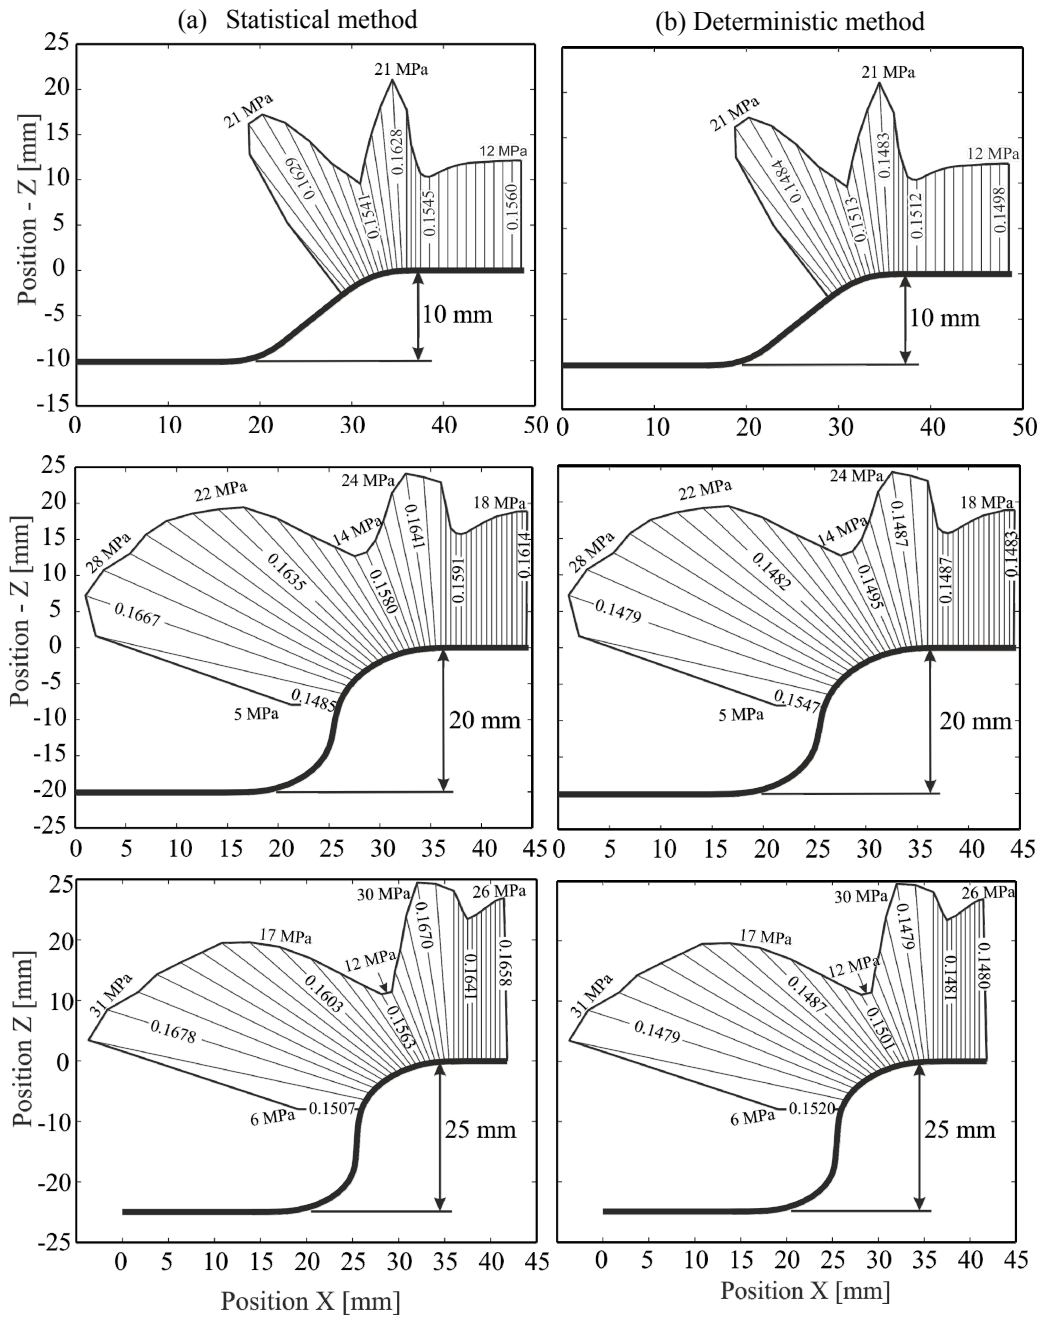 (a) Statistical method
(b) Deterministic method
25
20
15
10
5
0
-5
-10
-15
Position - Z [mm]
21 MPa
21 MPa
12 MPa
0.1629
0.1541
0.1628
0.1545
0.1560
10 mm
0 10 20 30 40 50
21 MPa
21 MPa
12 MPa
0.1484
0.1513
0.1483
0.1512
0.1498
10 mm
0 10 20 30 40 50
25
20
15
10
5
0
-5
-10
-15
-20
-25
Position - Z [mm]
28 MPa
22 MPa
14 MPa
24 MPa
18 MPa
0.1667
0.1635
0.1580
0.1641
0.1591
0.1614
0.1485
5 MPa
20 mm
0 5 10 15 20 25 30 35 40 45
28 MPa
22 MPa
14 MPa
24 MPa
18 MPa
0.1479
0.1482
0.1495
0.1487
0.1487
0.1483
0.1547
5 MPa
20 mm
0 5 10 15 20 25 30 35 40 45
25
20
10
0
-10
-20
-25
Position Z [mm]
31 MPa
17 MPa
12 MPa
30 MPa
26 MPa
0.1678
0.1603
0.1563
0.1670
0.1641
0.1658
0.1507
6 MPa
25 mm
0 5 10 15 20 25 30 35 40 45
Position X [mm]
31 MPa
17 MPa
12 MPa
30 MPa
26 MPa
0.1479
0.1487
0.1501
0.1479
0.1481
0.1480
0.1520
6 MPa
25 mm
0 5 10 15 20 25 30 35 40 45
Position X [mm]